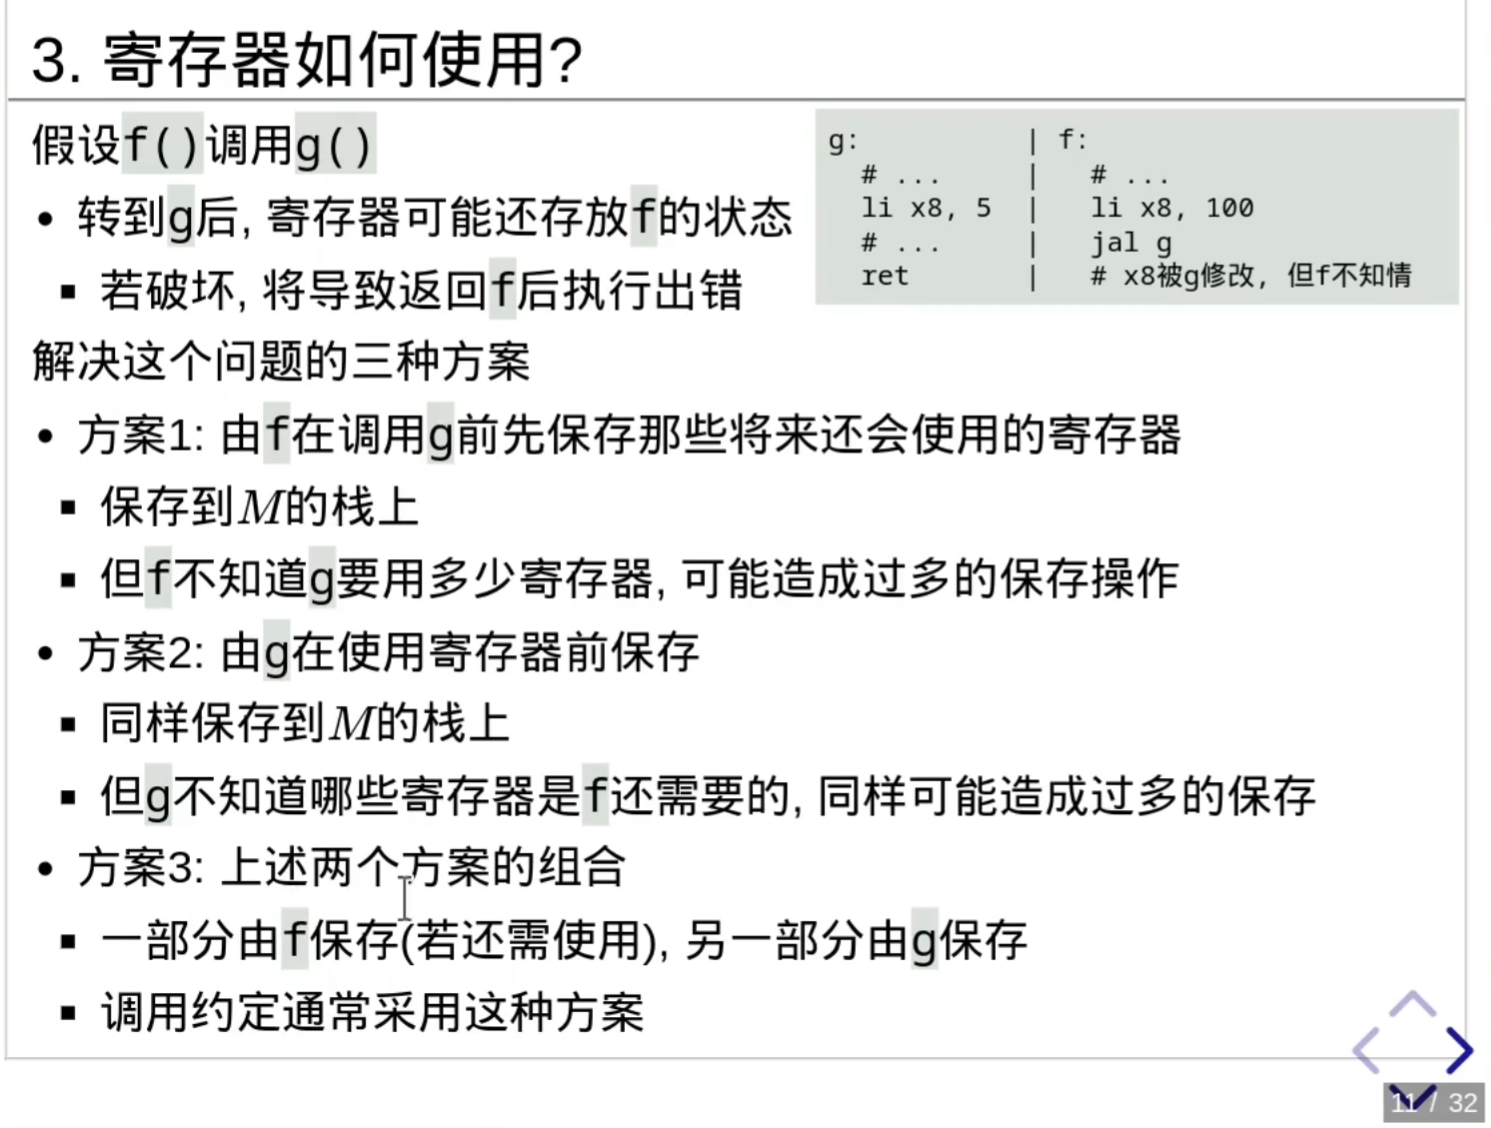 3. 寄存器如何使用?
假设f()调用g()
• 转到g后, 寄存器可能还存放f的状态
▪ 若破坏, 将导致返回f后执行出错
g:          | f:
  # ...     |   # ...
  li x8, 5  |   li x8, 100
  # ...     |   jal g
  ret       |   # x8被g修改, 但f不知情
解决这个问题的三种方案
• 方案1: 由f在调用g前先保存那些将来还会使用的寄存器
▪ 保存到M的栈上
▪ 但f不知道g要用多少寄存器, 可能造成过多的保存操作
• 方案2: 由g在使用寄存器前保存
▪ 同样保存到M的栈上
▪ 但g不知道哪些寄存器是f还需要的, 同样可能造成过多的保存
• 方案3: 上述两个方案的组合
▪ 一部分由f保存(若还需使用), 另一部分由g保存
▪ 调用约定通常采用这种方案
11 / 32